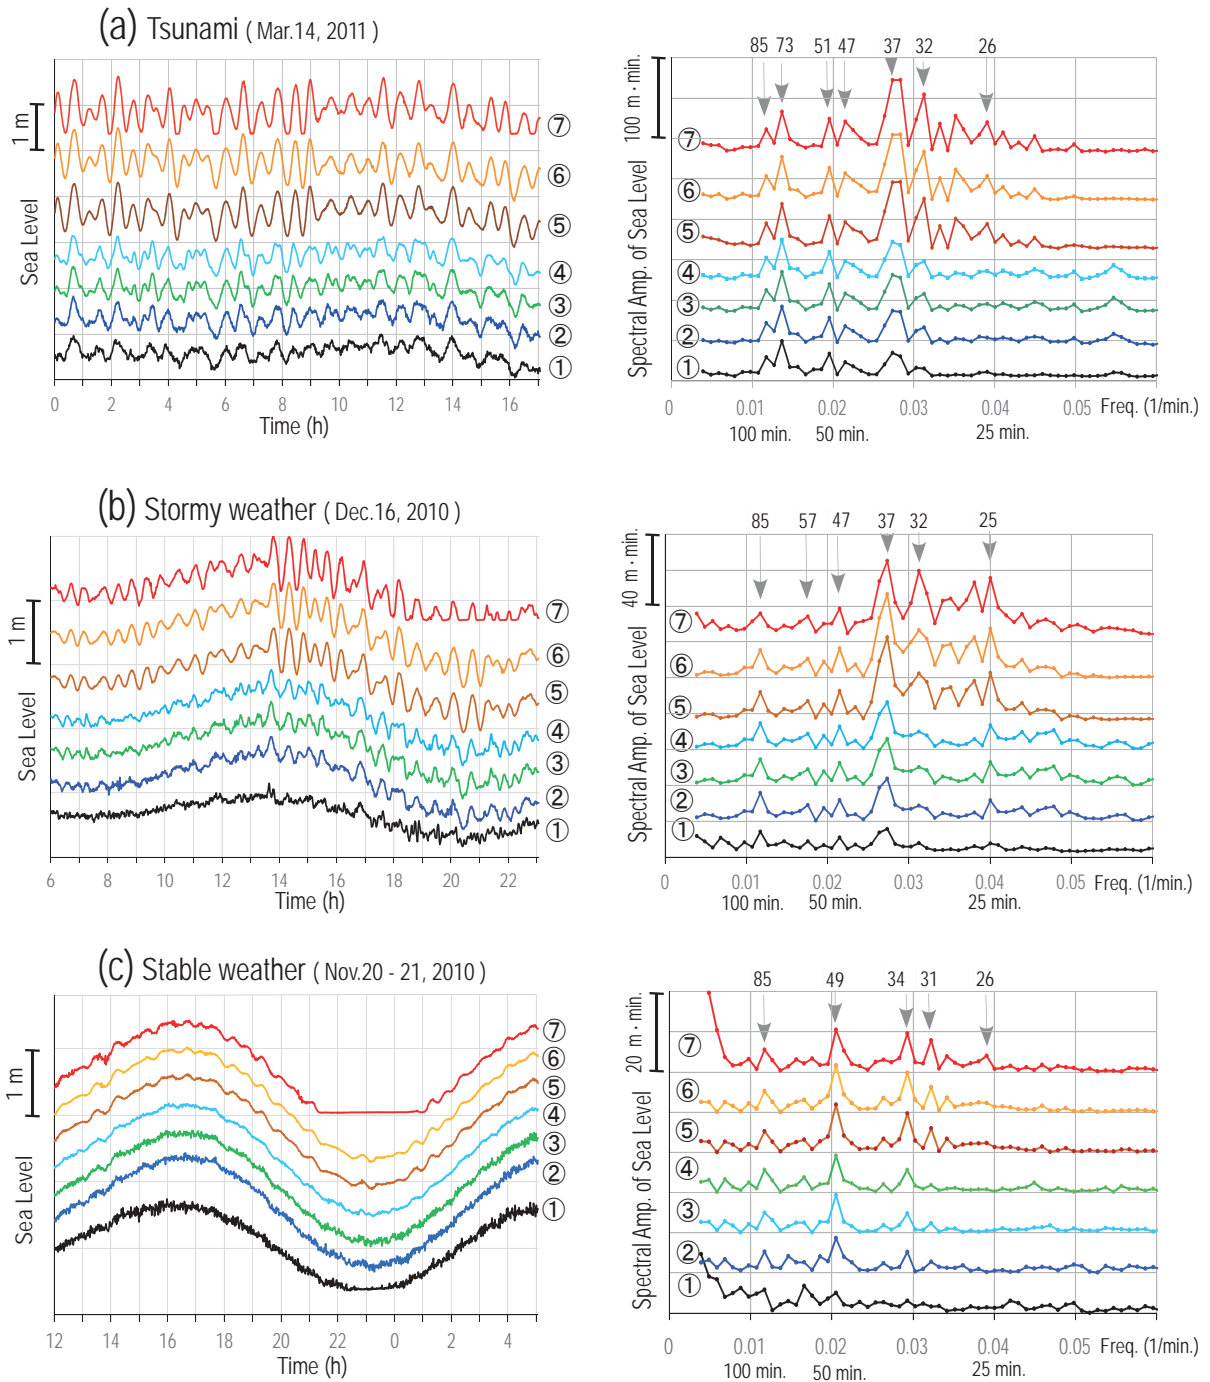 (a) Tsunami ( Mar.14, 2011 )
1 m
Sea Level
⑦
⑥
⑤
④
③
②
①
0 2 4 6 8 10 12 14 16
Time (h)
85 73 51 47 37 32 26
100 m · min.
Spectral Amp. of Sea Level
⑦
⑥
⑤
④
③
②
①
0 0.01 0.02 0.03 0.04 0.05 Freq. (1/min.)
100 min. 50 min. 25 min.
(b) Stormy weather ( Dec.16, 2010 )
1 m
Sea Level
⑦
⑥
⑤
④
③
②
①
6 8 10 12 14 16 18 20 22
Time (h)
85 57 47 37 32 25
40 m · min.
Spectral Amp. of Sea Level
⑦
⑥
⑤
④
③
②
①
0 0.01 0.02 0.03 0.04 0.05 Freq. (1/min.)
100 min. 50 min. 25 min.
(c) Stable weather ( Nov.20 - 21, 2010 )
1 m
Sea Level
⑦
⑥
⑤
④
③
②
①
12 14 16 18 20 22 0 2 4
Time (h)
85 49 34 31 26
20 m · min.
Spectral Amp. of Sea Level
⑦
⑥
⑤
④
③
②
①
0 0.01 0.02 0.03 0.04 0.05 Freq. (1/min.)
100 min. 50 min. 25 min.